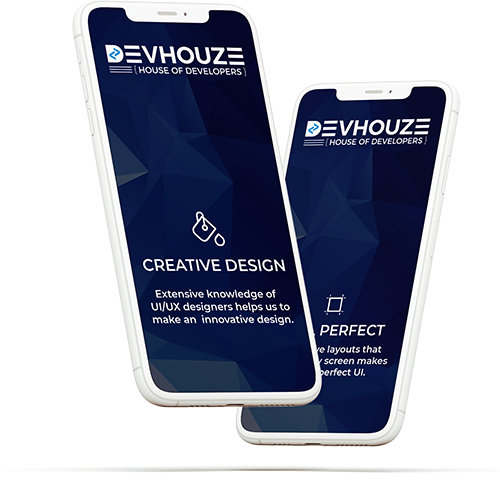 DEVHOUZE
{ HOUSE OF DEVELOPERS }
CREATIVE DESIGN
Extensive knowledge of
UI/UX designers helps us to
make an innovative design.
DEVHOUZE
{ HOUSE OF DEVELOPERS }
PERFECT
layouts that
screen makes
perfect UI.